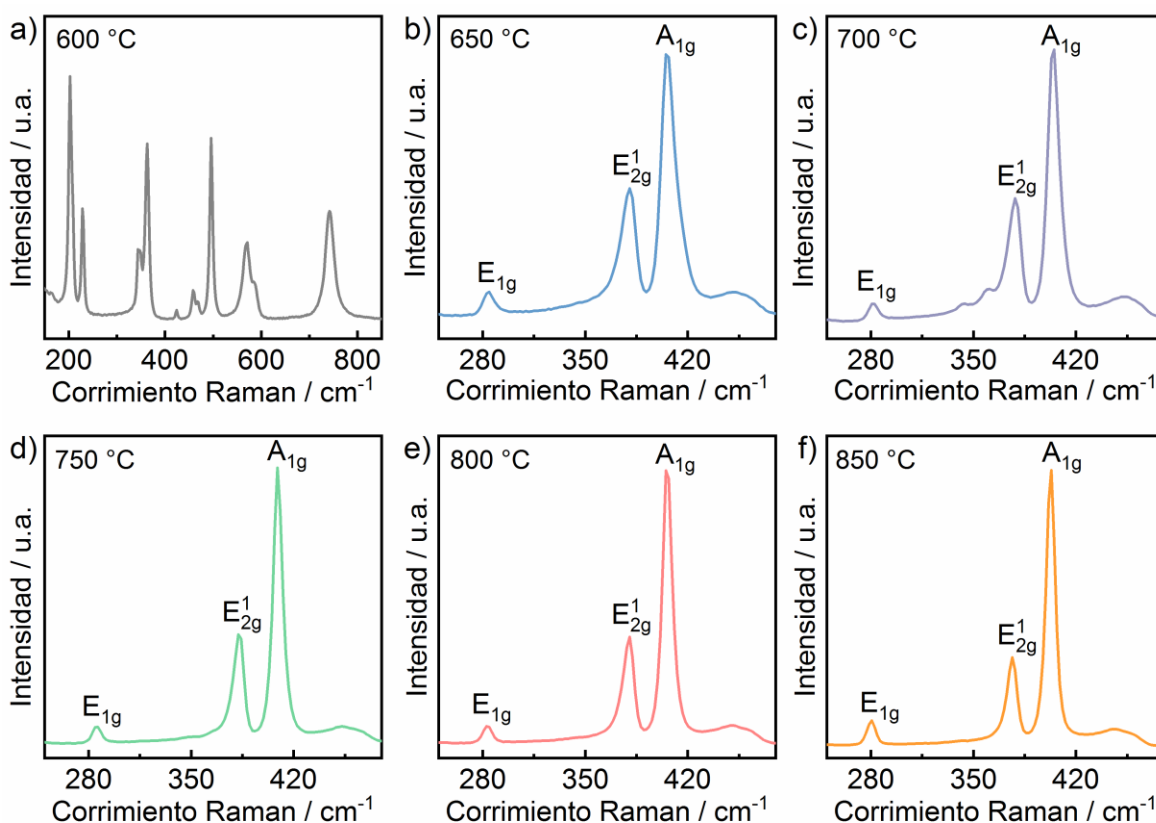 a) 600 °C
Intensidad / u.a.
200 400 600 800
Corrimiento Raman / cm⁻¹
b) 650 °C
A₁g
E¹₂g
E₁g
Intensidad / u.a.
280 350 420
Corrimiento Raman / cm⁻¹
c) 700 °C
A₁g
E¹₂g
E₁g
Intensidad / u.a.
280 350 420
Corrimiento Raman / cm⁻¹
d) 750 °C
A₁g
E¹₂g
E₁g
Intensidad / u.a.
280 350 420
Corrimiento Raman / cm⁻¹
e) 800 °C
A₁g
E¹₂g
E₁g
Intensidad / u.a.
280 350 420
Corrimiento Raman / cm⁻¹
f) 850 °C
A₁g
E¹₂g
E₁g
Intensidad / u.a.
280 350 420
Corrimiento Raman / cm⁻¹